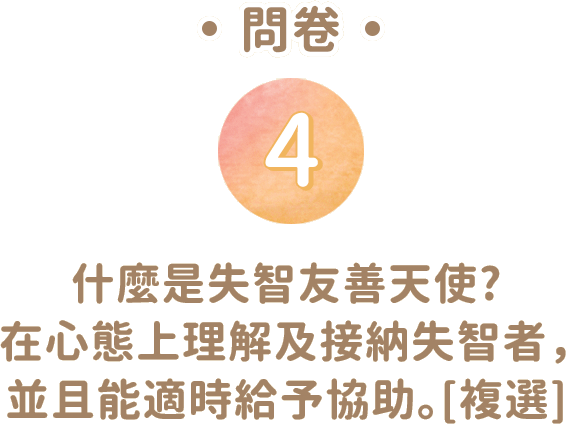 • 問卷 •
4
什麼是失智友善天使?
在心態上理解及接納失智者，
並且能適時給予協助。[複選]